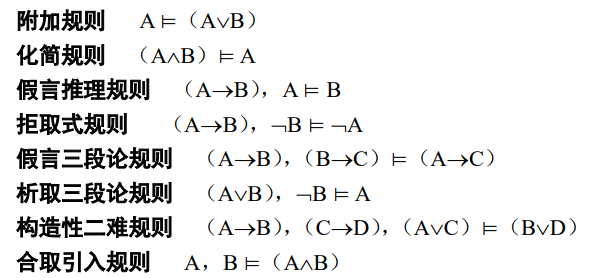 附加规则 A⊨（A∨B）
化简规则 （A∧B）⊨A
假言推理规则 （A→B），A⊨B
拒取式规则 （A→B），¬B⊨¬A
假言三段论规则 （A→B），（B→C）⊨（A→C）
析取三段论规则 （A∨B），¬B⊨A
构造性二难规则 （A→B），（C→D），（A∨C）⊨（B∨D）
合取引入规则 A，B⊨（A∧B）